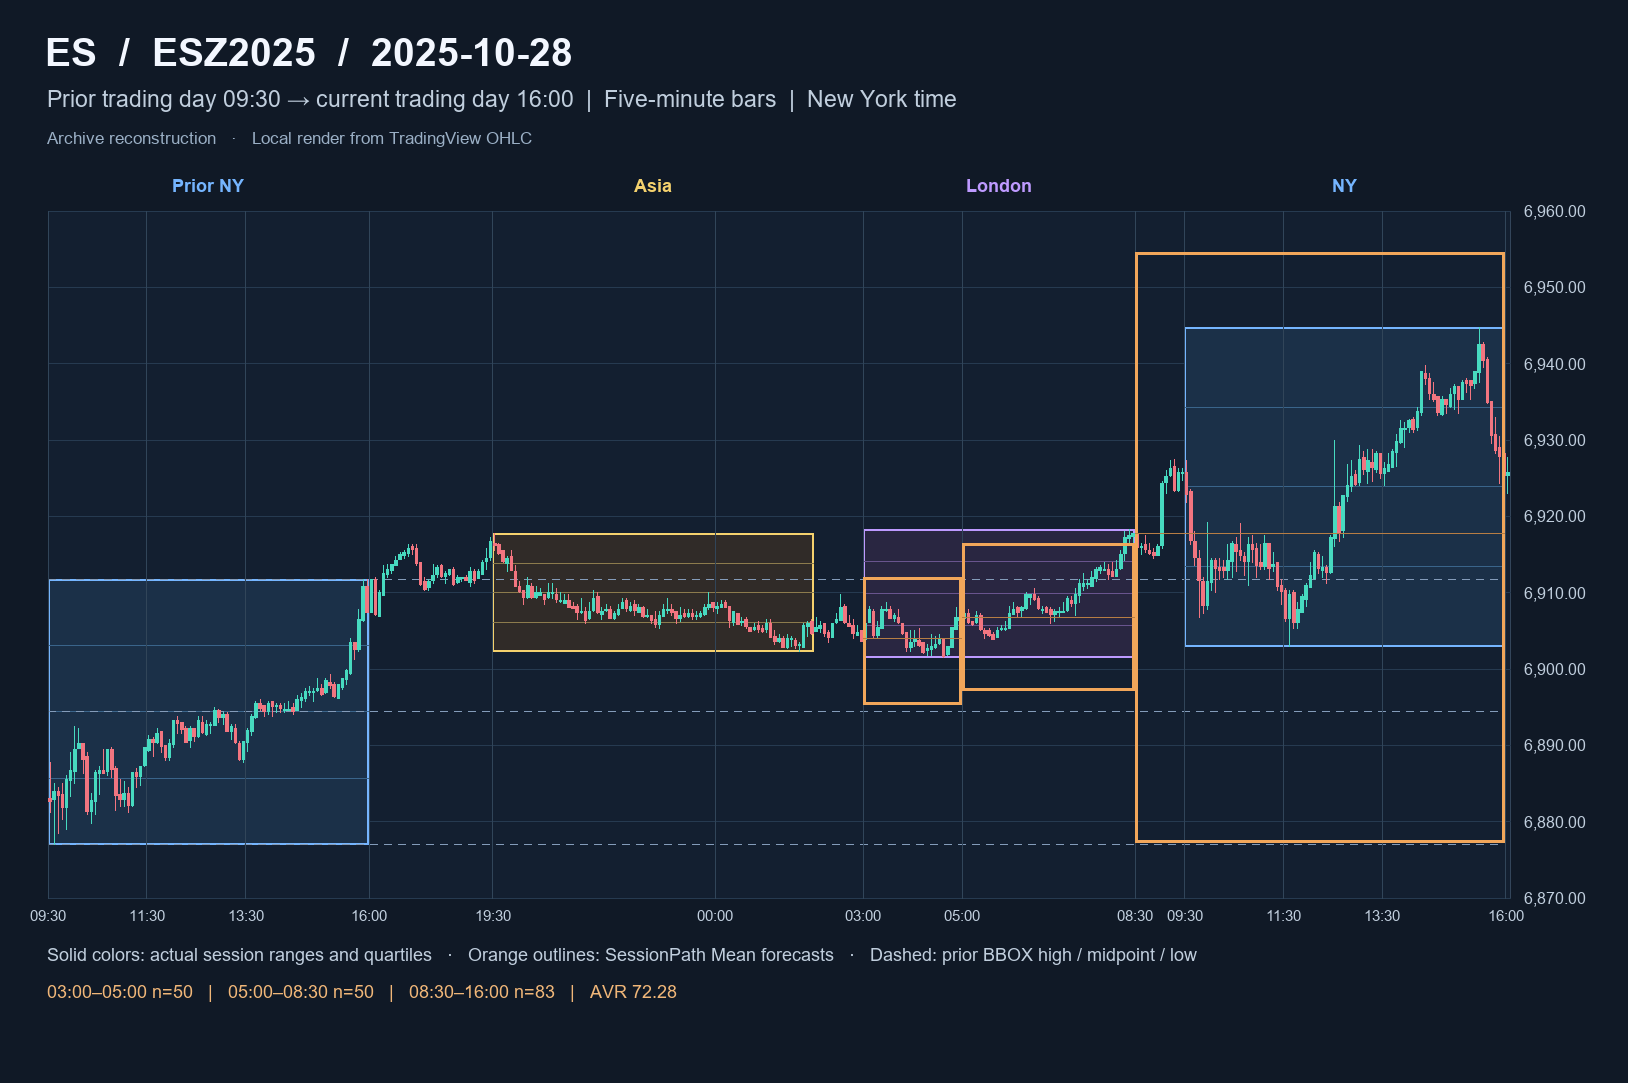 ES / ESZ2025 / 2025-10-28
Prior trading day 09:30 → current trading day 16:00 | Five-minute bars | New York time
Archive reconstruction · Local render from TradingView OHLC
Prior NY Asia London NY
6,960.00
6,950.00
6,940.00
6,930.00
6,920.00
6,910.00
6,900.00
6,890.00
6,880.00
6,870.00
09:30 11:30 13:30 16:00 19:30 00:00 03:00 05:00 08:30 09:30 11:30 13:30 16:00
Solid colors: actual session ranges and quartiles · Orange outlines: SessionPath Mean forecasts · Dashed: prior BBOX high / midpoint / low
03:00–05:00 n=50 | 05:00–08:30 n=50 | 08:30–16:00 n=83 | AVR 72.28